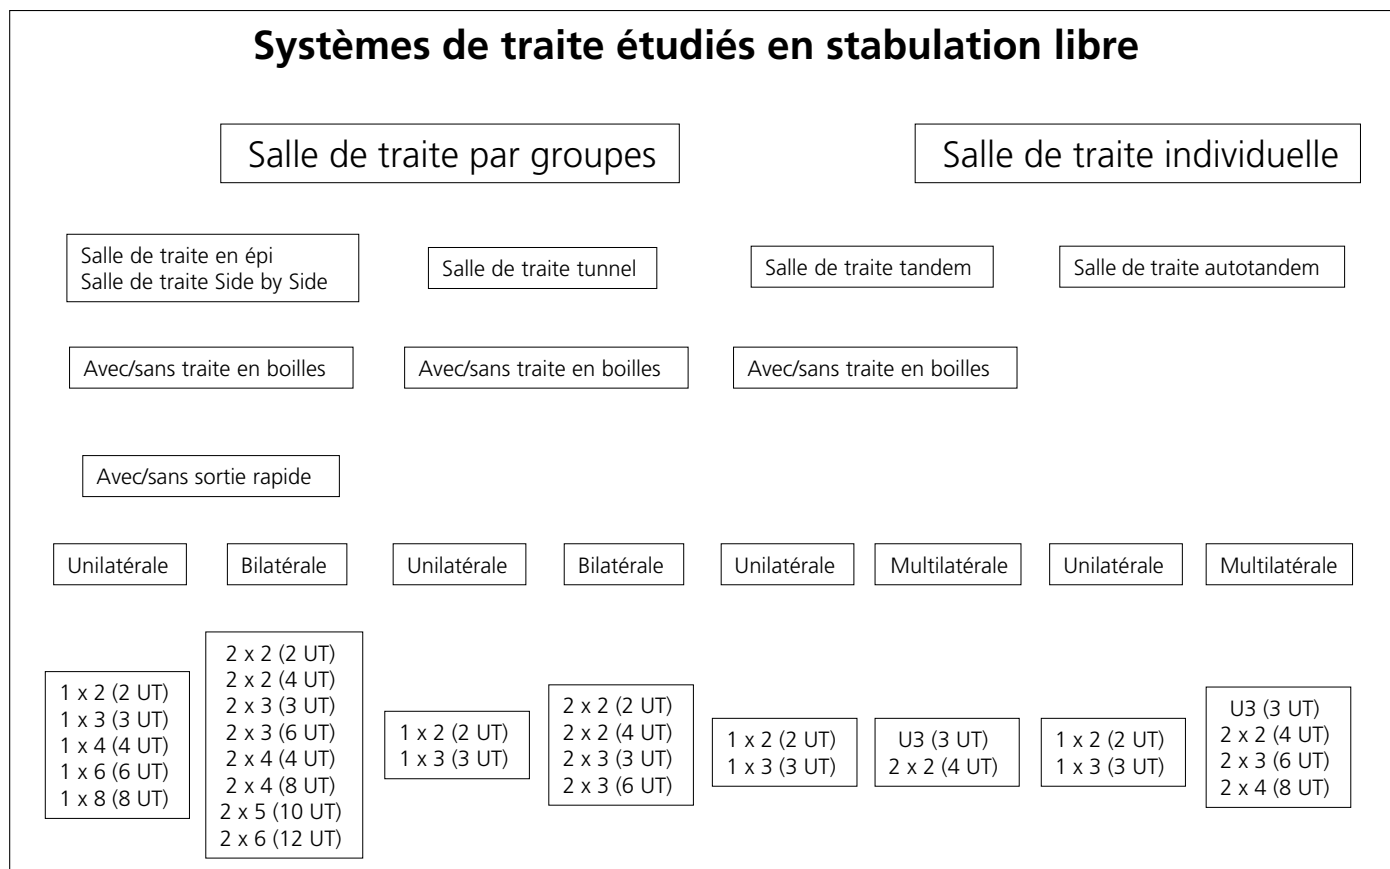 Systèmes de traite étudiés en stabulation libre
Salle de traite par groupes
Salle de traite individuelle
Salle de traite en épi
Salle de traite Side by Side
Salle de traite tunnel
Salle de traite tandem
Salle de traite autotandem
Avec/sans traite en boilles
Avec/sans traite en boilles
Avec/sans traite en boilles
Avec/sans sortie rapide
Unilatérale
Bilatérale
Unilatérale
Bilatérale
Unilatérale
Multilatérale
Unilatérale
Multilatérale
1 x 2 (2 UT)
1 x 3 (3 UT)
1 x 4 (4 UT)
1 x 6 (6 UT)
1 x 8 (8 UT)
2 x 2 (2 UT)
2 x 2 (4 UT)
2 x 3 (3 UT)
2 x 3 (6 UT)
2 x 4 (4 UT)
2 x 4 (8 UT)
2 x 5 (10 UT)
2 x 6 (12 UT)
1 x 2 (2 UT)
1 x 3 (3 UT)
2 x 2 (2 UT)
2 x 2 (4 UT)
2 x 3 (3 UT)
2 x 3 (6 UT)
1 x 2 (2 UT)
1 x 3 (3 UT)
U3 (3 UT)
2 x 2 (4 UT)
1 x 2 (2 UT)
1 x 3 (3 UT)
U3 (3 UT)
2 x 2 (4 UT)
2 x 3 (6 UT)
2 x 4 (8 UT)